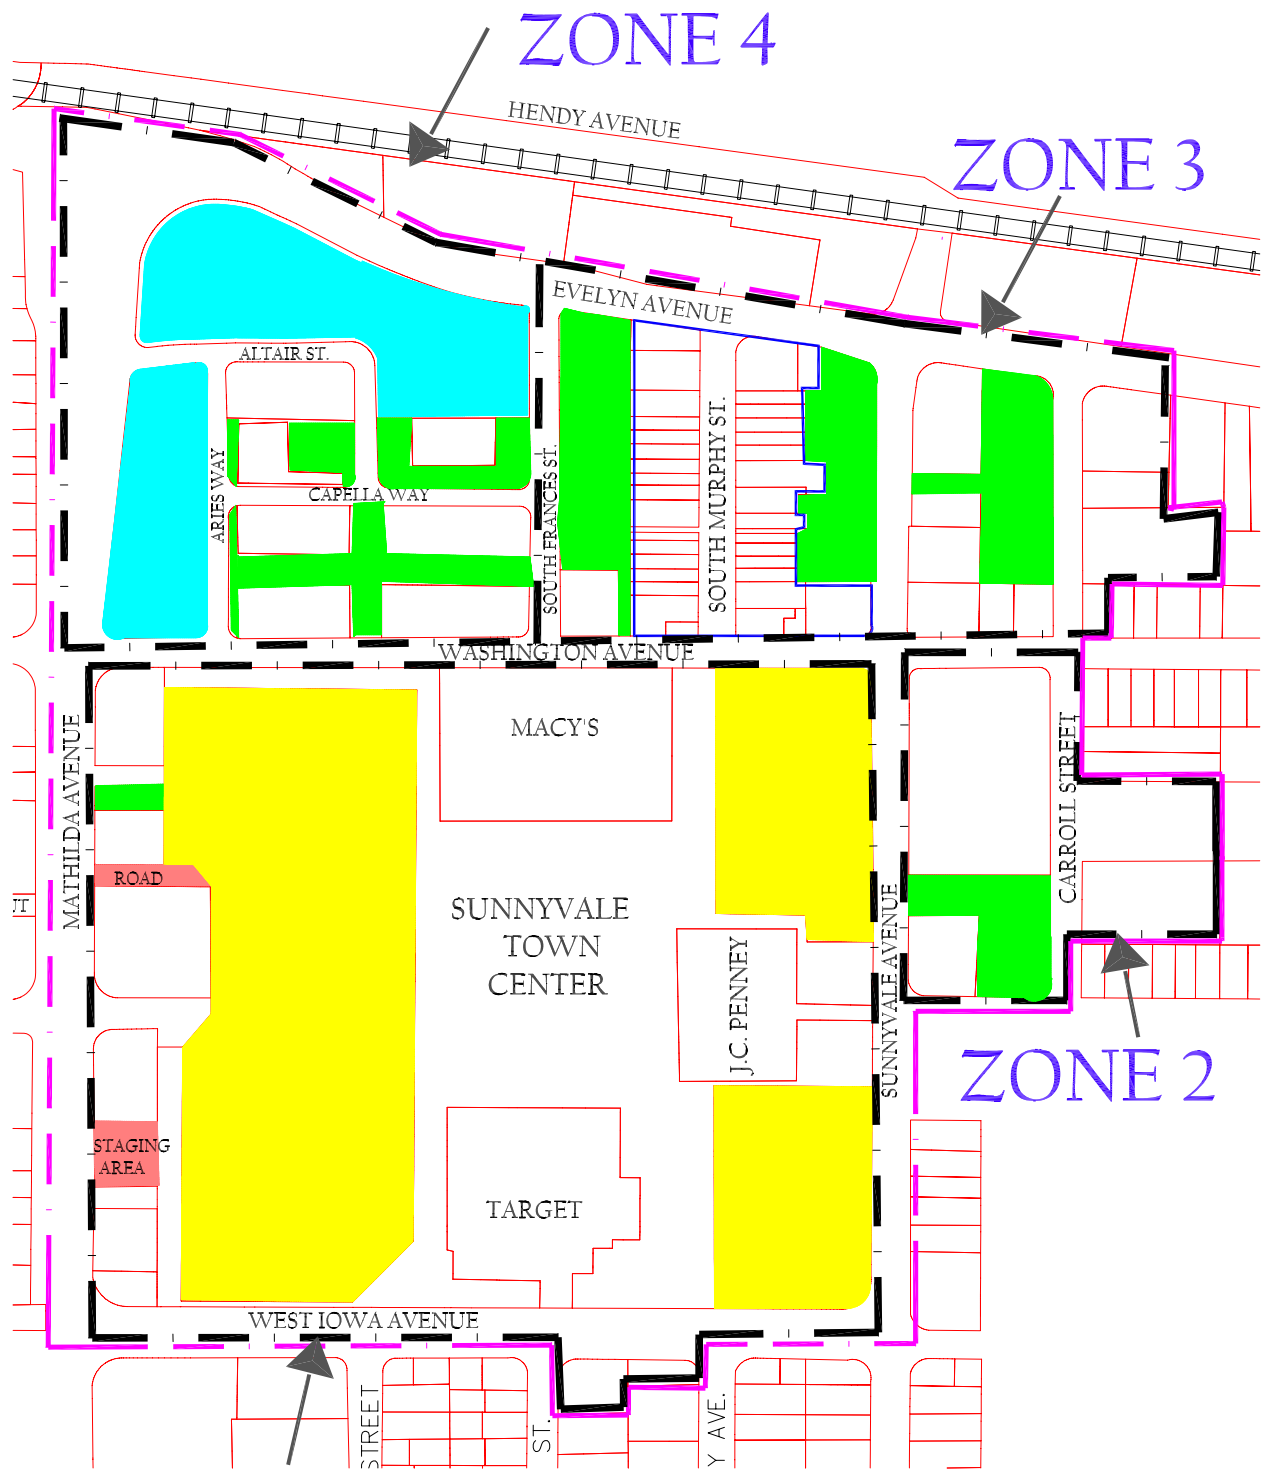 ZONE 4
HENDY AVENUE
ZONE 3
EVELYN AVENUE
ALTAIR ST.
ARIES WAY
CAPELLA WAY
SOUTH FRANCES ST.
SOUTH MURPHY ST.
WASHINGTON AVENUE
MATHILDA AVENUE
MACY'S
CARROLL STREET
ROAD
SUNNYVALE
TOWN
CENTER
J.C. PENNEY
SUNNYVALE AVENUE
ZONE 2
STAGING
AREA
TARGET
WEST IOWA AVENUE
STREET
ST.
Y AVE.